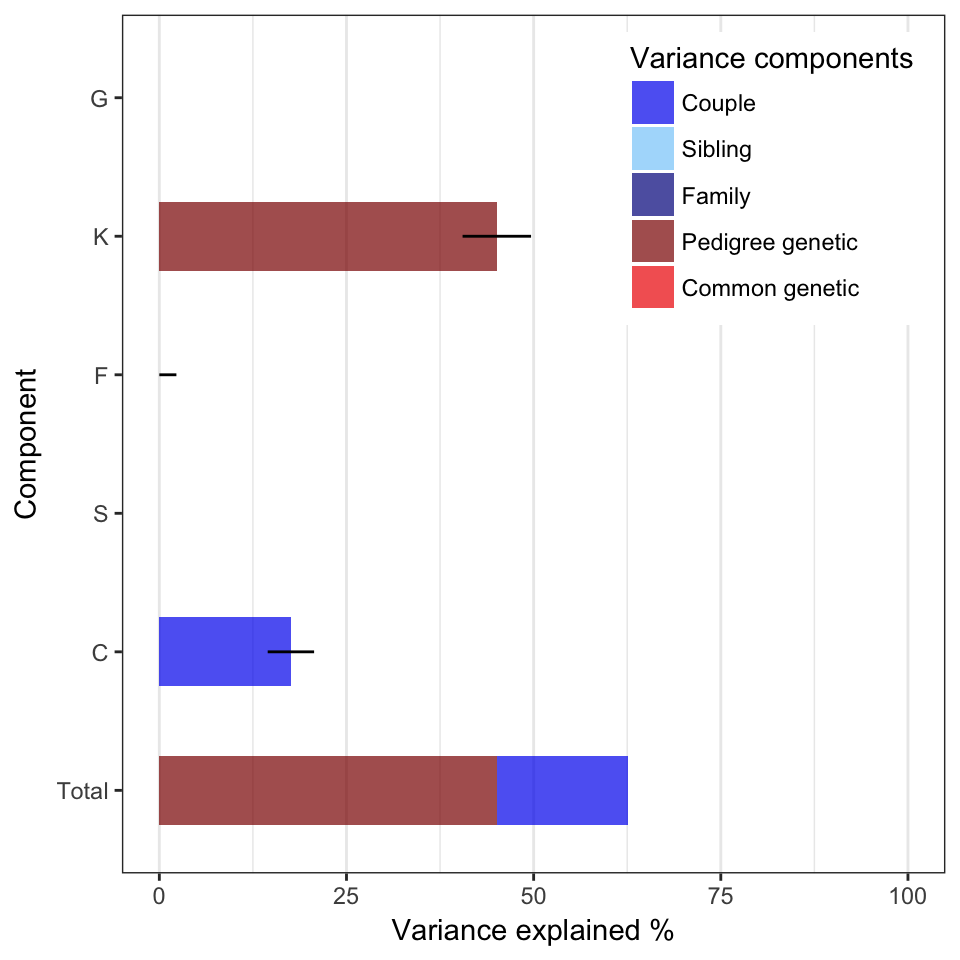 Variance components
Couple
Sibling
Family
Pedigree genetic
Common genetic
Component
G
K
F
S
C
Total
0 25 50 75 100
Variance explained %